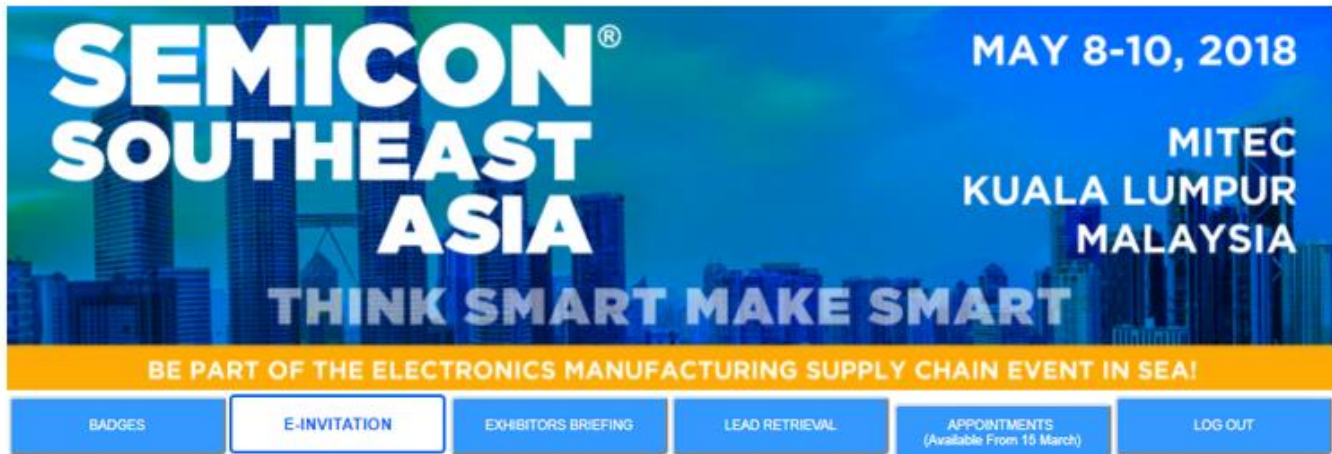 SEMICON®
SOUTHEAST
ASIA
MAY 8-10, 2018
MITEC
KUALA LUMPUR
MALAYSIA
THINK SMART MAKE SMART
BE PART OF THE ELECTRONICS MANUFACTURING SUPPLY CHAIN EVENT IN SEA!
BADGES
E-INVITATION
EXHIBITORS BRIEFING
LEAD RETRIEVAL
APPOINTMENTS
(Available From 15 March)
LOG OUT